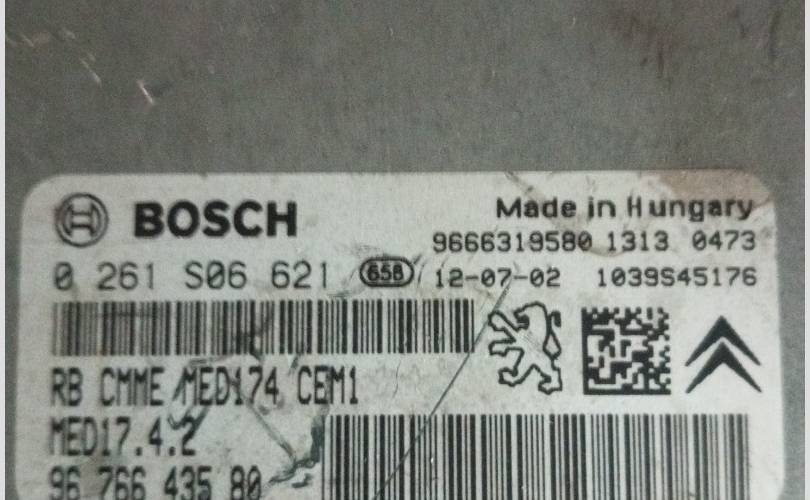 BOSCH
Made in Hungary
9666319580 1313 0473
0 261 S06 621 658 12-07-02 1039S45176
RB CMME MED174 CEM1
MED17.4.2
96 766 435 80